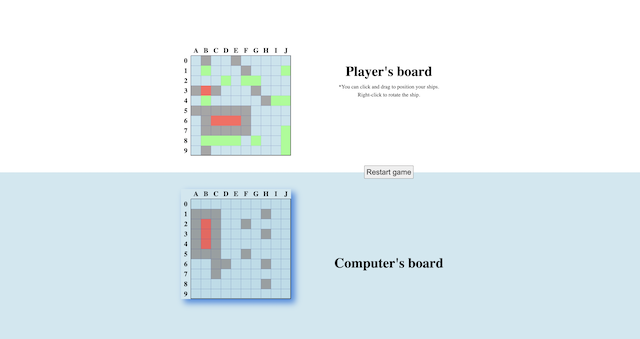 A B C D E F G H I J
0
1
2
3
4
5
6
7
8
9
Player's board
*You can click and drag to position your ships.
Right-click to rotate the ship.
Restart game
A B C D E F G H I J
0
1
2
3
4
5
6
7
8
9
Computer's board